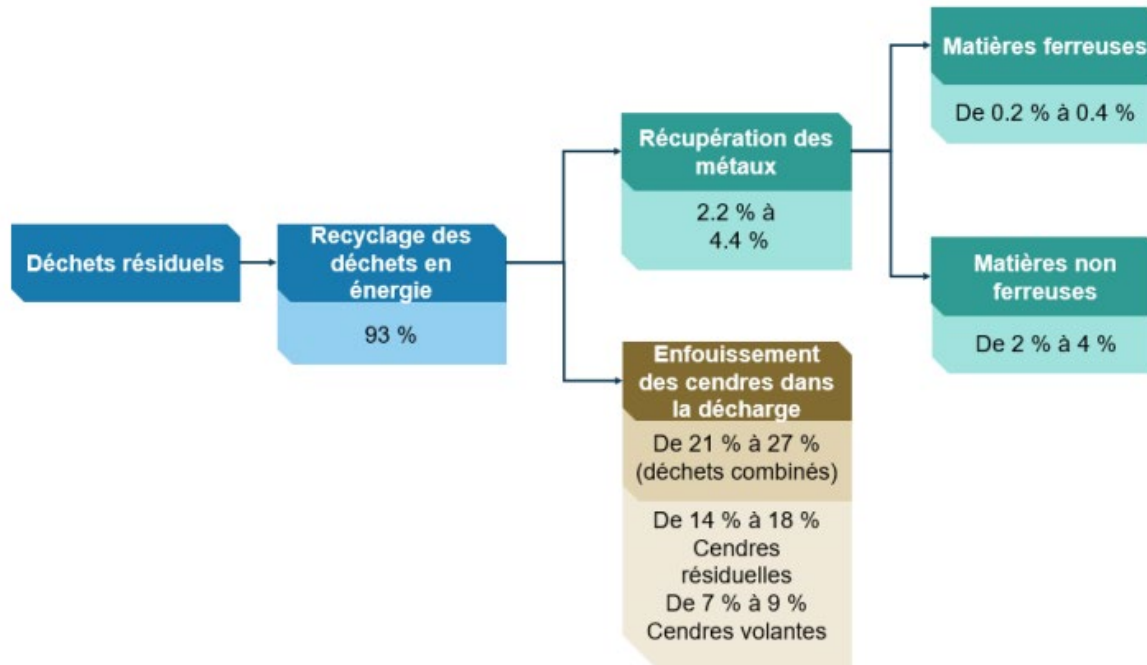 Déchets résiduels
Recyclage des
déchets en
énergie
93 %
Récupération des
métaux
2.2 % à
4.4 %
Matières ferreuses
De 0.2 % à 0.4 %
Matières non
ferreuses
De 2 % à 4 %
Enfouissement
des cendres dans
la décharge
De 21 % à 27 %
(déchets combinés)
De 14 % à 18 %
Cendres
résiduelles
De 7 % à 9 %
Cendres volantes